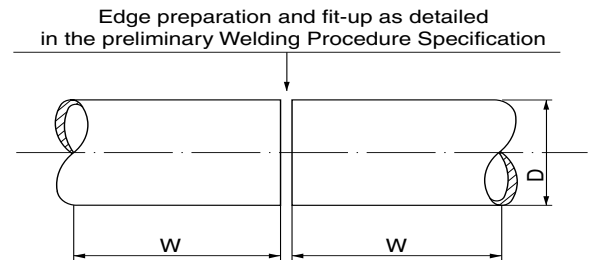 Edge preparation and fit-up as detailed
in the preliminary Welding Procedure Specification
D
W
W